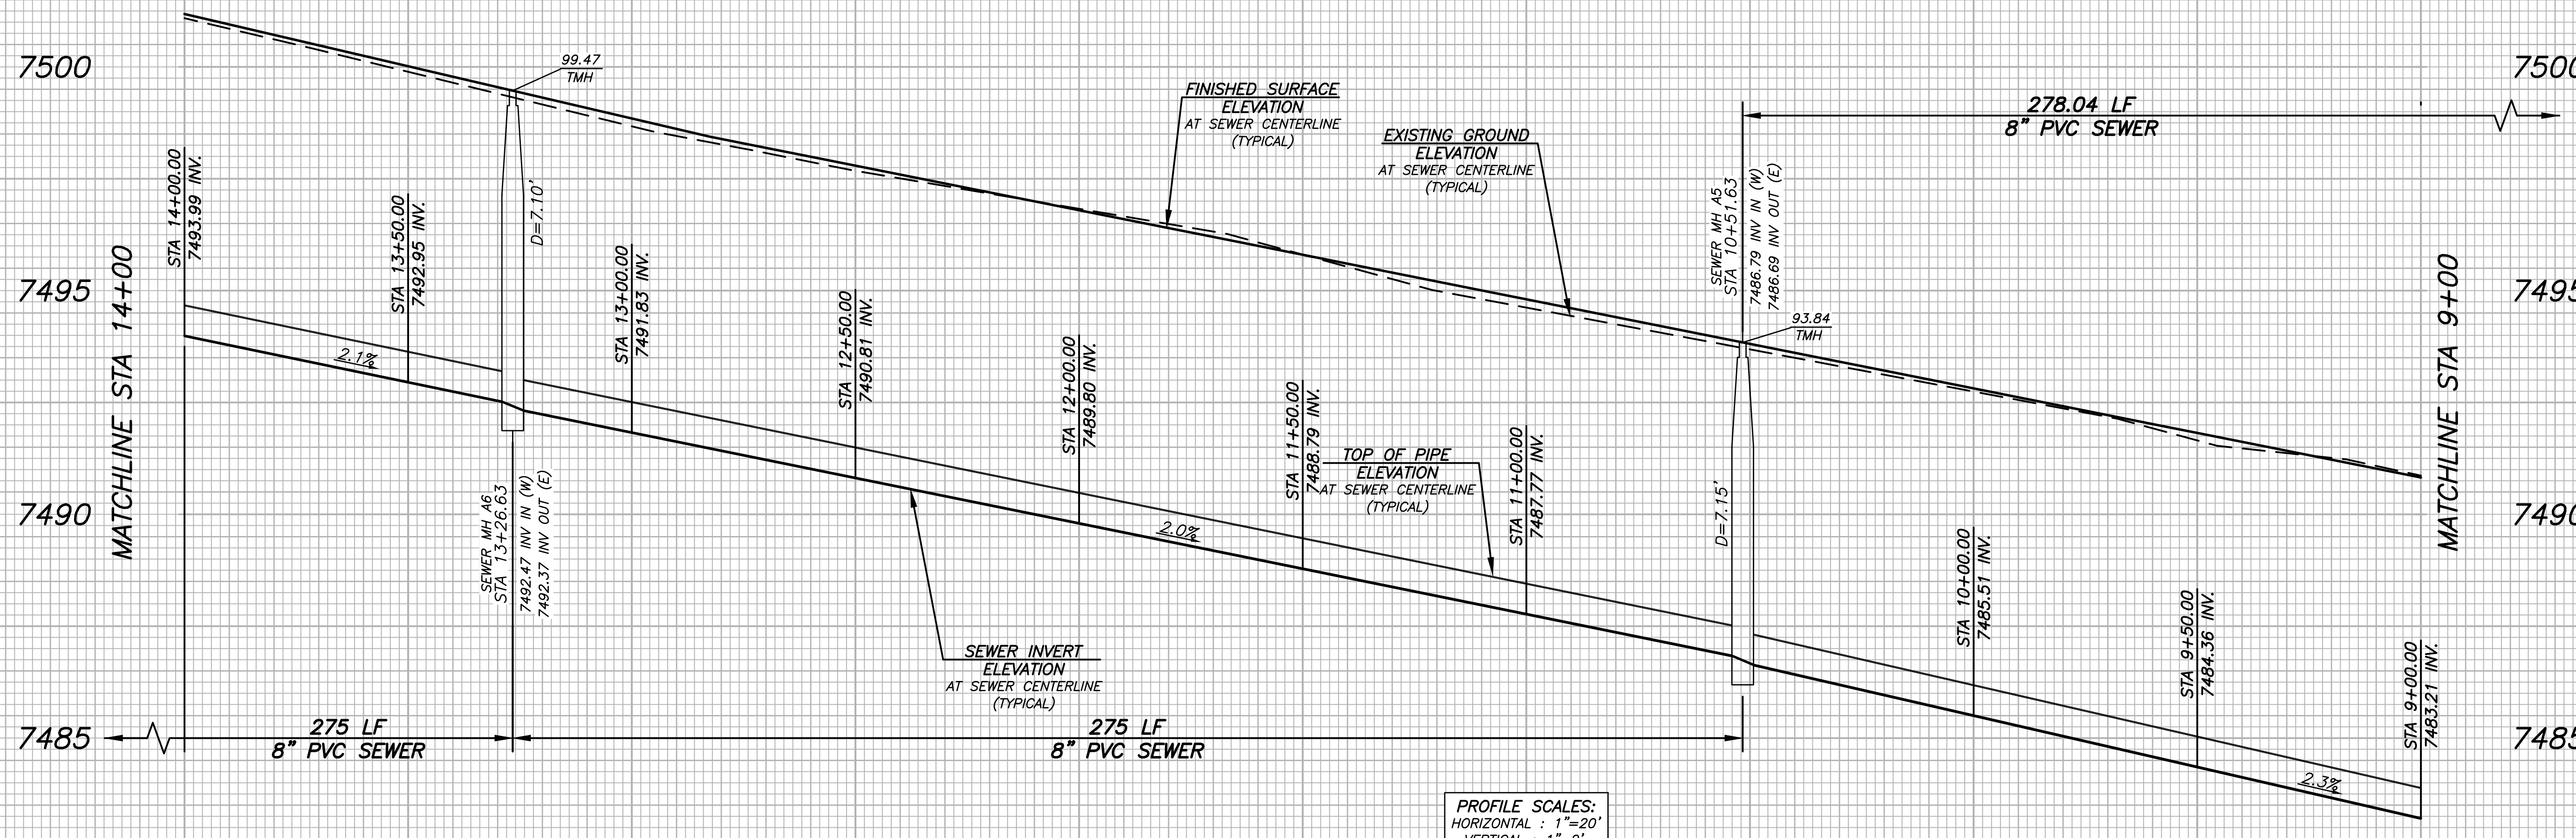 7500
7495
7490
7485
MATCHLINE STA 14+00
STA 14+00.00
7493.99 INV.
2.1%
STA 13+50.00
7492.95 INV.
99.47
TMH
D=7.10'
SEWER MH A6
STA 13+26.63
7492.47 INV IN (W)
7492.37 INV OUT (E)
275 LF
8" PVC SEWER
STA 13+00.00
7491.83 INV.
STA 12+50.00
7490.81 INV.
SEWER INVERT
ELEVATION
AT SEWER CENTERLINE
(TYPICAL)
STA 12+00.00
7489.80 INV.
2.0%
275 LF
8" PVC SEWER
FINISHED SURFACE
ELEVATION
AT SEWER CENTERLINE
(TYPICAL)
EXISTING GROUND
ELEVATION
AT SEWER CENTERLINE
(TYPICAL)
STA 11+50.00
7488.79 INV.
TOP OF PIPE
ELEVATION
AT SEWER CENTERLINE
(TYPICAL)
STA 11+00.00
7487.77 INV.
PROFILE SCALES:
HORIZONTAL : 1"=20'
SEWER MH A5
STA 10+51.63
7486.79 INV IN (W)
7486.69 INV OUT (E)
93.84
TMH
D=7.15'
278.04 LF
8" PVC SEWER
STA 10+00.00
7485.51 INV.
STA 9+50.00
7484.36 INV.
2.3%
STA 9+00.00
7483.21 INV.
MATCHLINE STA 9+00
7500
7495
7490
7485